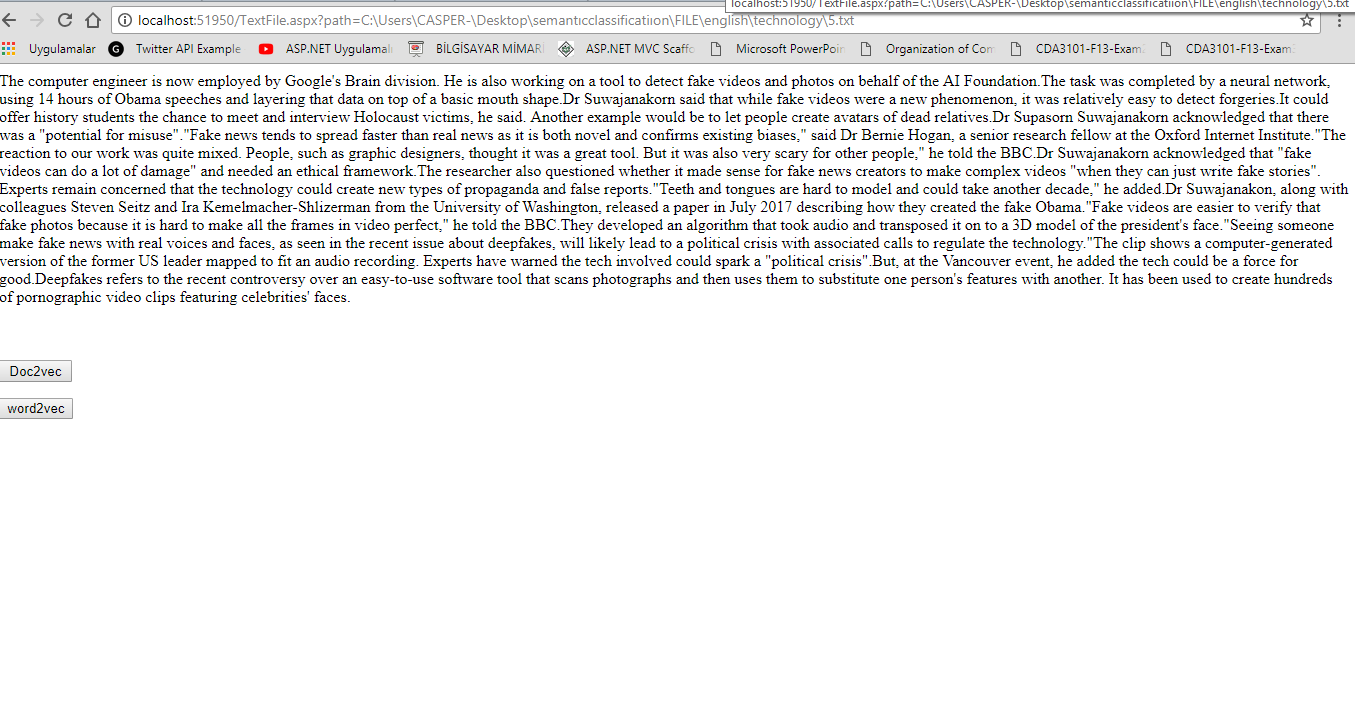 localhost:51950/TextFile.aspx?path=C:\Users\CASPER-\Desktop\semanticclassificatiion\FILE\english\technology\5.txt
localhost:51950/TextFile.aspx?path=C:\Users\CASPER-\Desktop\semanticclassificatiion\FILE\english\technology\5.txt
Uygulamalar G Twitter API Example ASP.NET Uygulamal BİLGİSAYAR MİMARİ ASP.NET MVC Scaffo Microsoft PowerPoin Organization of Com CDA3101-F13-Exam2 CDA3101-F13-Exam2
The computer engineer is now employed by Google's Brain division. He is also working on a tool to detect fake videos and photos on behalf of the AI Foundation.The task was completed by a neural network,
using 14 hours of Obama speeches and layering that data on top of a basic mouth shape.Dr Suwajanakorn said that while fake videos were a new phenomenon, it was relatively easy to detect forgeries.It could
offer history students the chance to meet and interview Holocaust victims, he said. Another example would be to let people create avatars of dead relatives.Dr Supasorn Suwajanakorn acknowledged that there
was a "potential for misuse"."Fake news tends to spread faster than real news as it is both novel and confirms existing biases," said Dr Bernie Hogan, a senior research fellow at the Oxford Internet Institute."The
reaction to our work was quite mixed. People, such as graphic designers, thought it was a great tool. But it was also very scary for other people," he told the BBC.Dr Suwajanakorn acknowledged that "fake
videos can do a lot of damage" and needed an ethical framework.The researcher also questioned whether it made sense for fake news creators to make complex videos "when they can just write fake stories".
Experts remain concerned that the technology could create new types of propaganda and false reports."Teeth and tongues are hard to model and could take another decade," he added.Dr Suwajanakon, along with
colleagues Steven Seitz and Ira Kemelmacher-Shlizerman from the University of Washington, released a paper in July 2017 describing how they created the fake Obama."Fake videos are easier to verify that
fake photos because it is hard to make all the frames in video perfect," he told the BBC.They developed an algorithm that took audio and transposed it on to a 3D model of the president's face."Seeing someone
make fake news with real voices and faces, as seen in the recent issue about deepfakes, will likely lead to a political crisis with associated calls to regulate the technology."The clip shows a computer-generated
version of the former US leader mapped to fit an audio recording. Experts have warned the tech involved could spark a "political crisis".But, at the Vancouver event, he added the tech could be a force for
good.Deepfakes refers to the recent controversy over an easy-to-use software tool that scans photographs and then uses them to substitute one person's features with another. It has been used to create hundreds
of pornographic video clips featuring celebrities' faces.
Doc2vec
word2vec